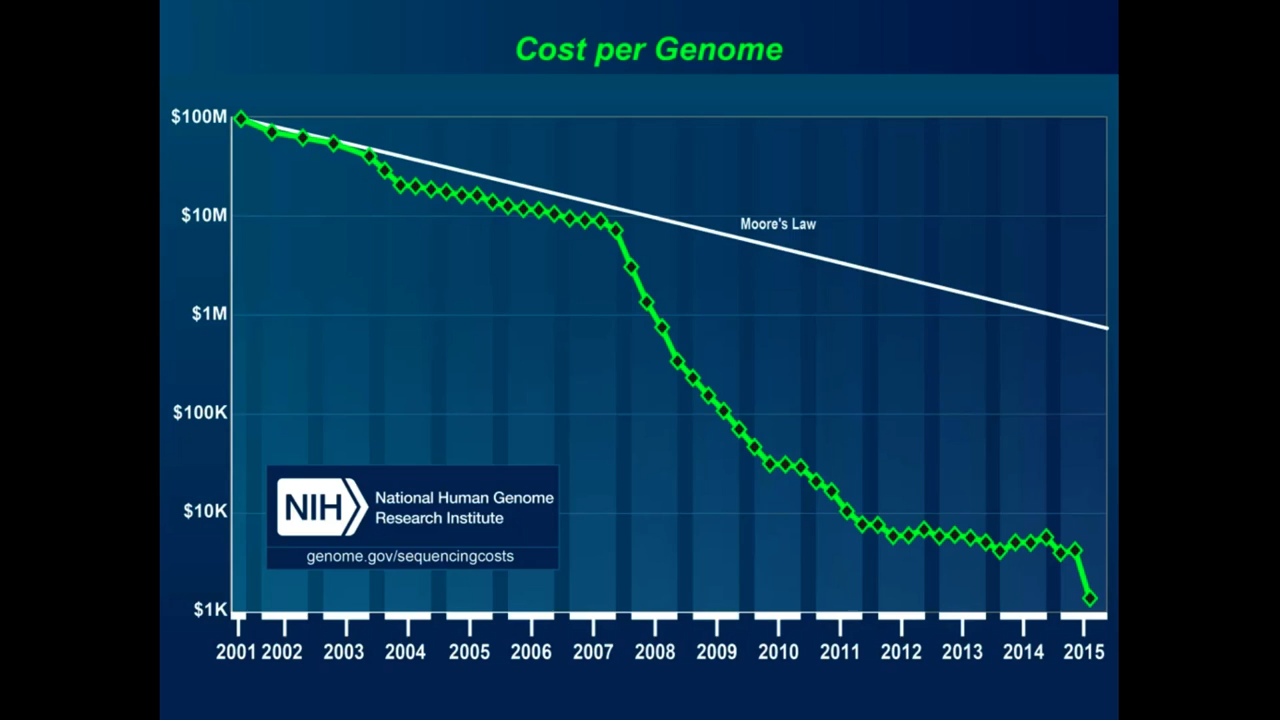 Cost per Genome
$100M
$10M
Moore's Law
$1M
$100K
$10K
NIH
National Human Genome
Research Institute
genome.gov/sequencingcosts
$1K
2001 2002 2003 2004 2005 2006 2007 2008 2009 2010 2011 2012 2013 2014 2015